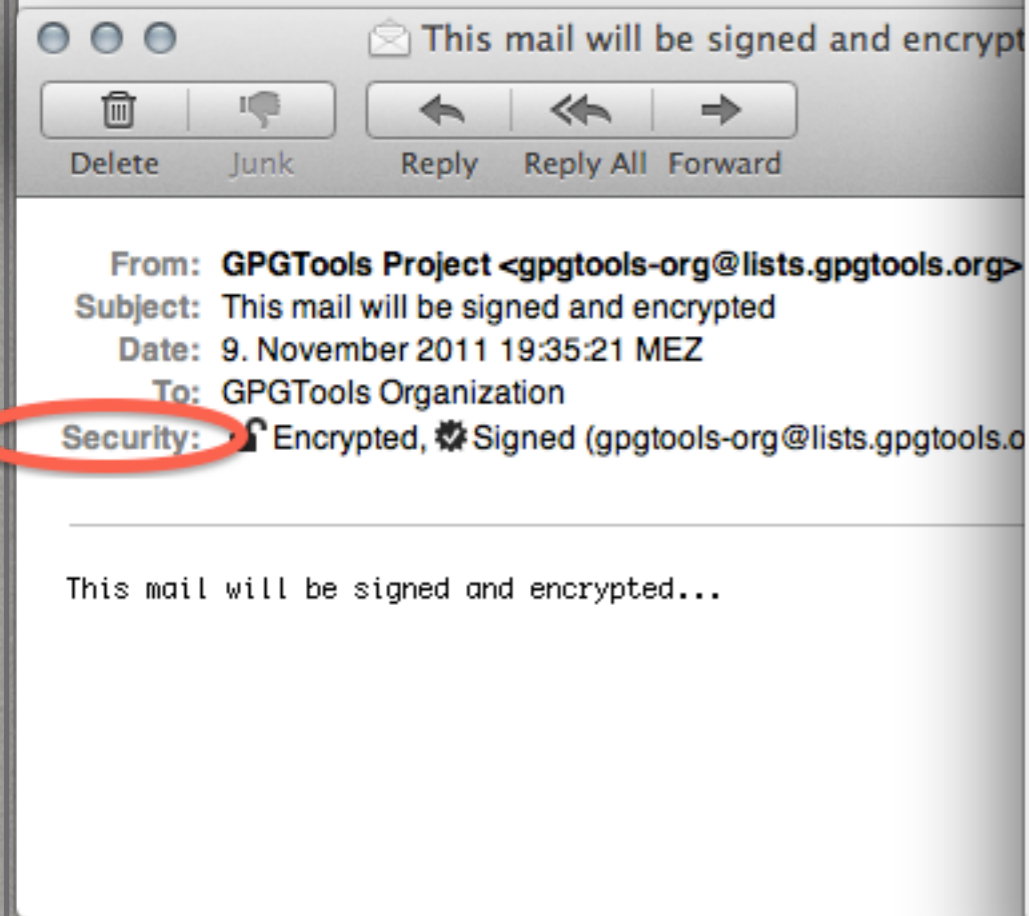 This mail will be signed and encrypt
Delete Junk Reply Reply All Forward
From: GPGTools Project <gpgtools-org@lists.gpgtools.org>
Subject: This mail will be signed and encrypted
Date: 9. November 2011 19:35:21 MEZ
To: GPGTools Organization
Security: Encrypted, Signed (gpgtools-org@lists.gpgtools.o
This mail will be signed and encrypted...